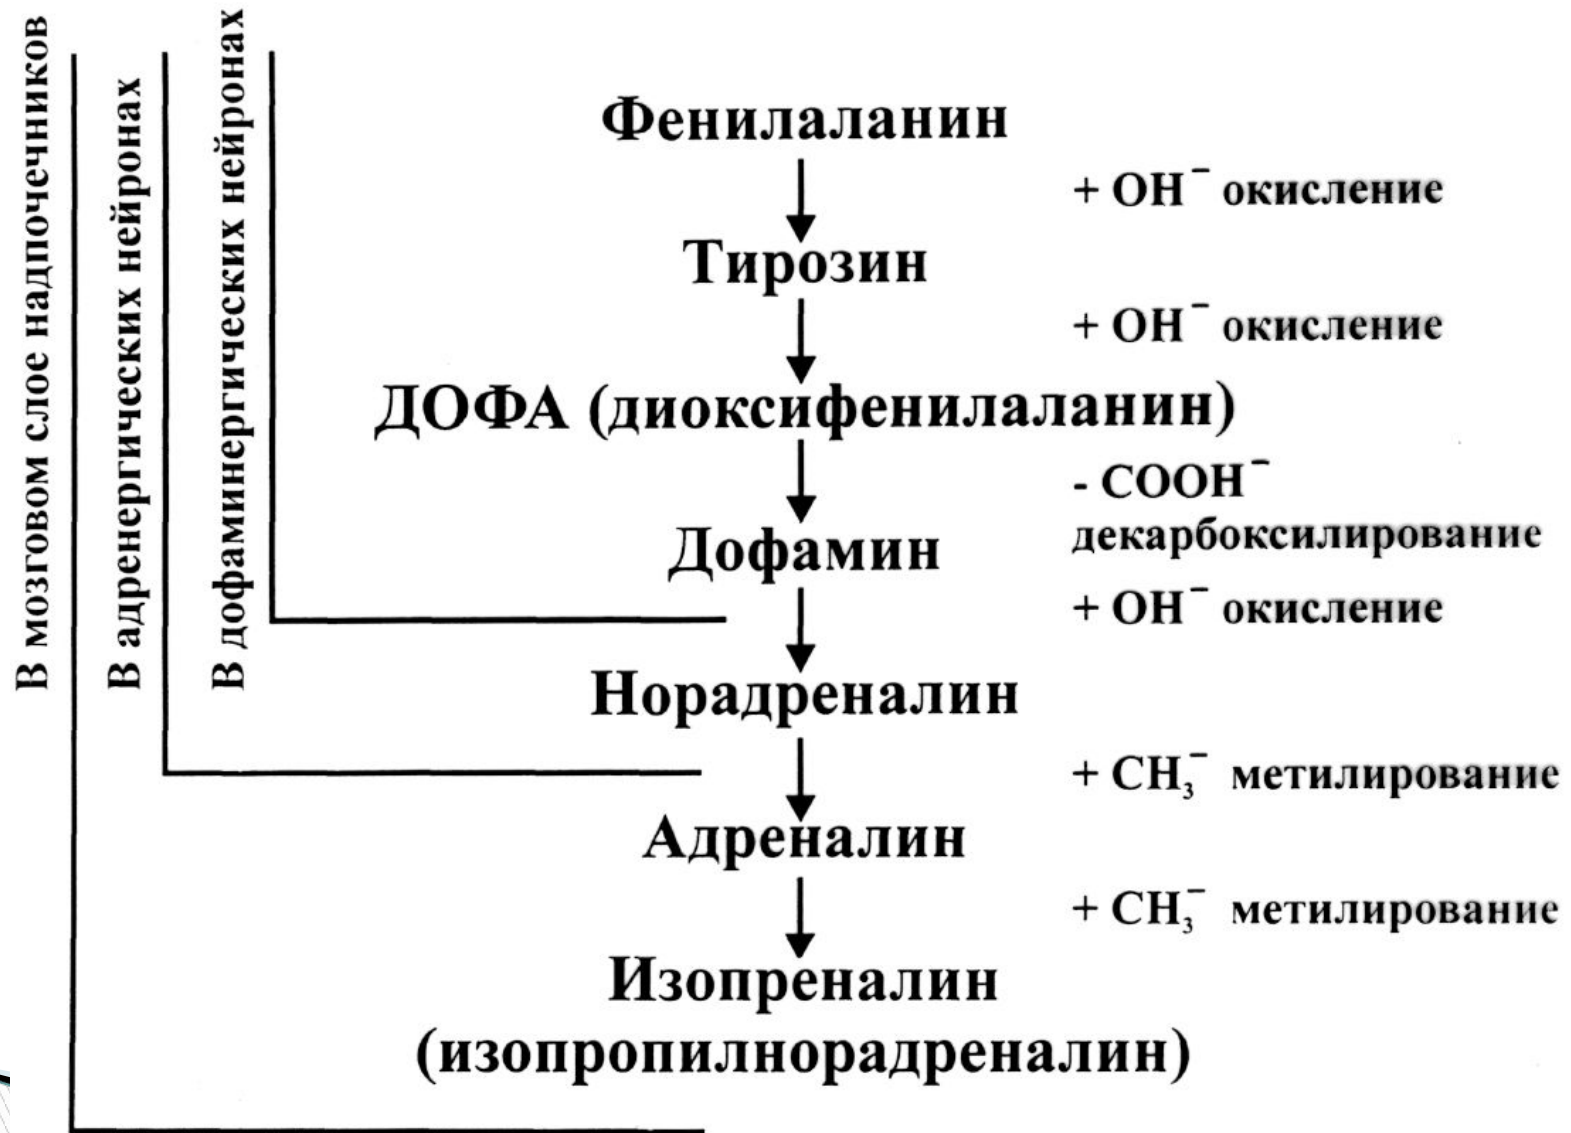 В мозговом слое надпочечников
В адренергических нейронах
В дофаминергических нейронах
Фенилаланин
+ OH⁻ окисление
Тирозин
+ OH⁻ окисление
ДОФА (диоксифенилаланин)
- COOH⁻
декарбоксилирование
Дофамин
+ OH⁻ окисление
Норадреналин
+ CH₃⁻ метилирование
Адреналин
+ CH₃⁻ метилирование
Изопреналин
(изопропилнорадреналин)